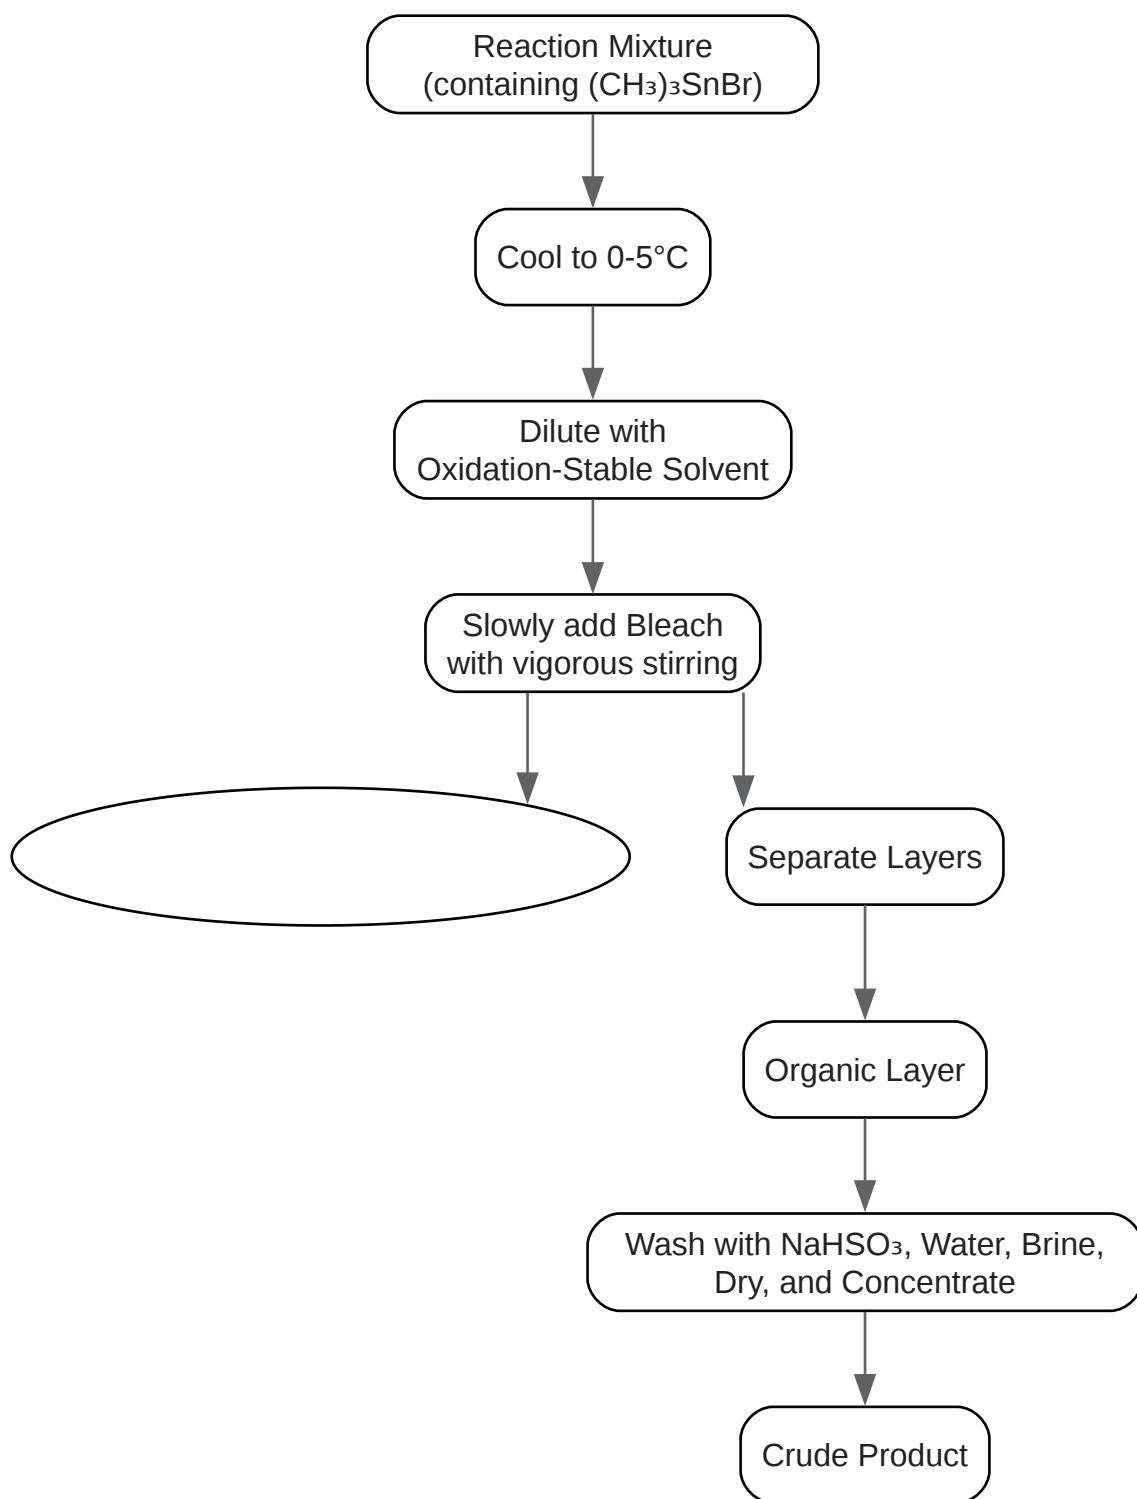 Reaction Mixture
(containing (CH₃)₃SnBr)
Cool to 0-5°C
Dilute with
Oxidation-Stable Solvent
Slowly add Bleach
with vigorous stirring
Separate Layers
Organic Layer
Wash with NaHSO₃, Water, Brine,
Dry, and Concentrate
Crude Product